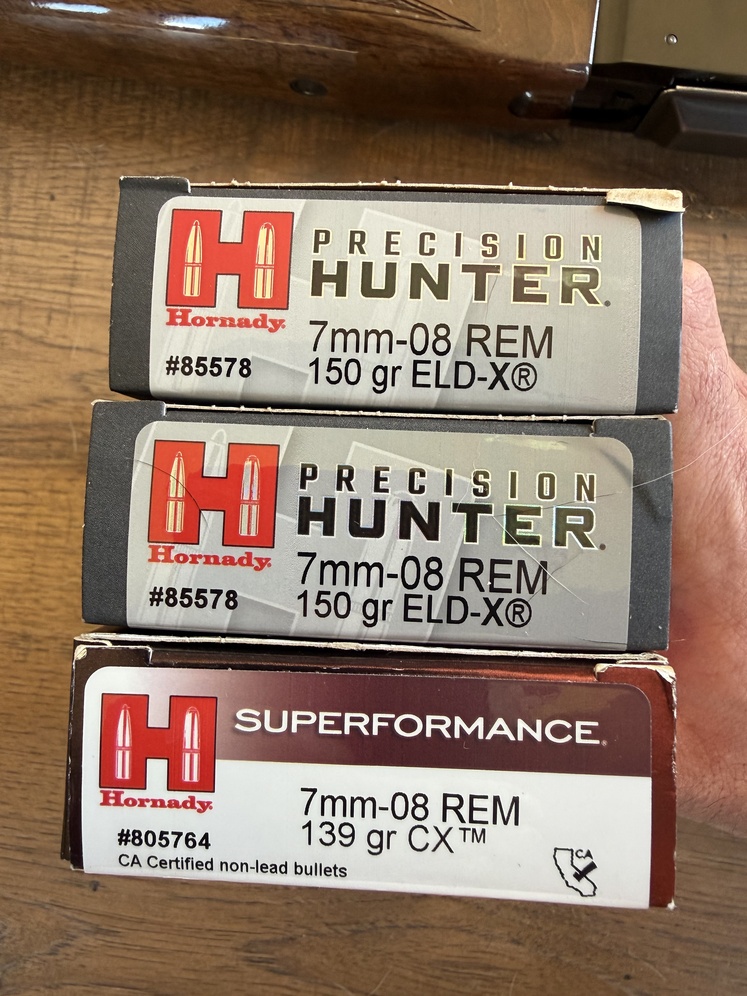 H
PRECISION
HUNTER.
Hornady.
7mm-08 REM
#85578
150 gr ELD-X®
H
PRECISION
HUNTER.
Hornady.
7mm-08 REM
#85578
150 gr ELD-X®
H
SUPERFORMANCE®
Hornady.
7mm-08 REM
#805764
139 gr CX™
CA
CA Certified non-lead bullets